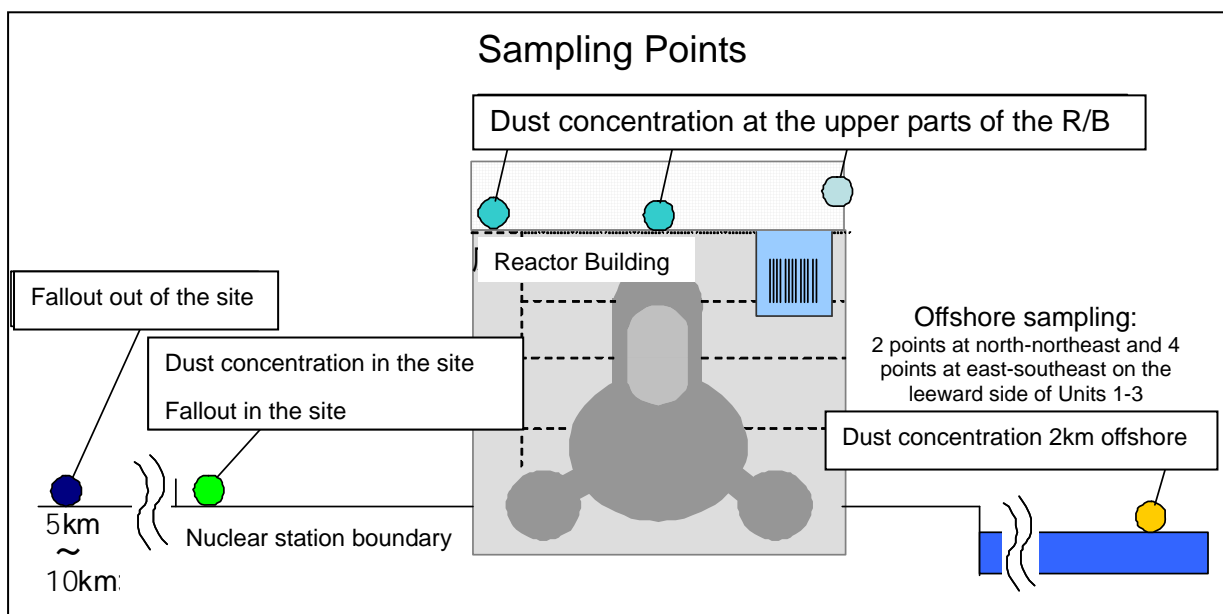 Sampling Points
Dust concentration at the upper parts of the R/B
Reactor Building
Fallout out of the site
Dust concentration in the site
Fallout in the site
Offshore sampling:
2 points at north-northeast and 4
points at east-southeast on the
leeward side of Units 1-3
Dust concentration 2km offshore
5km
~
10km
Nuclear station boundary